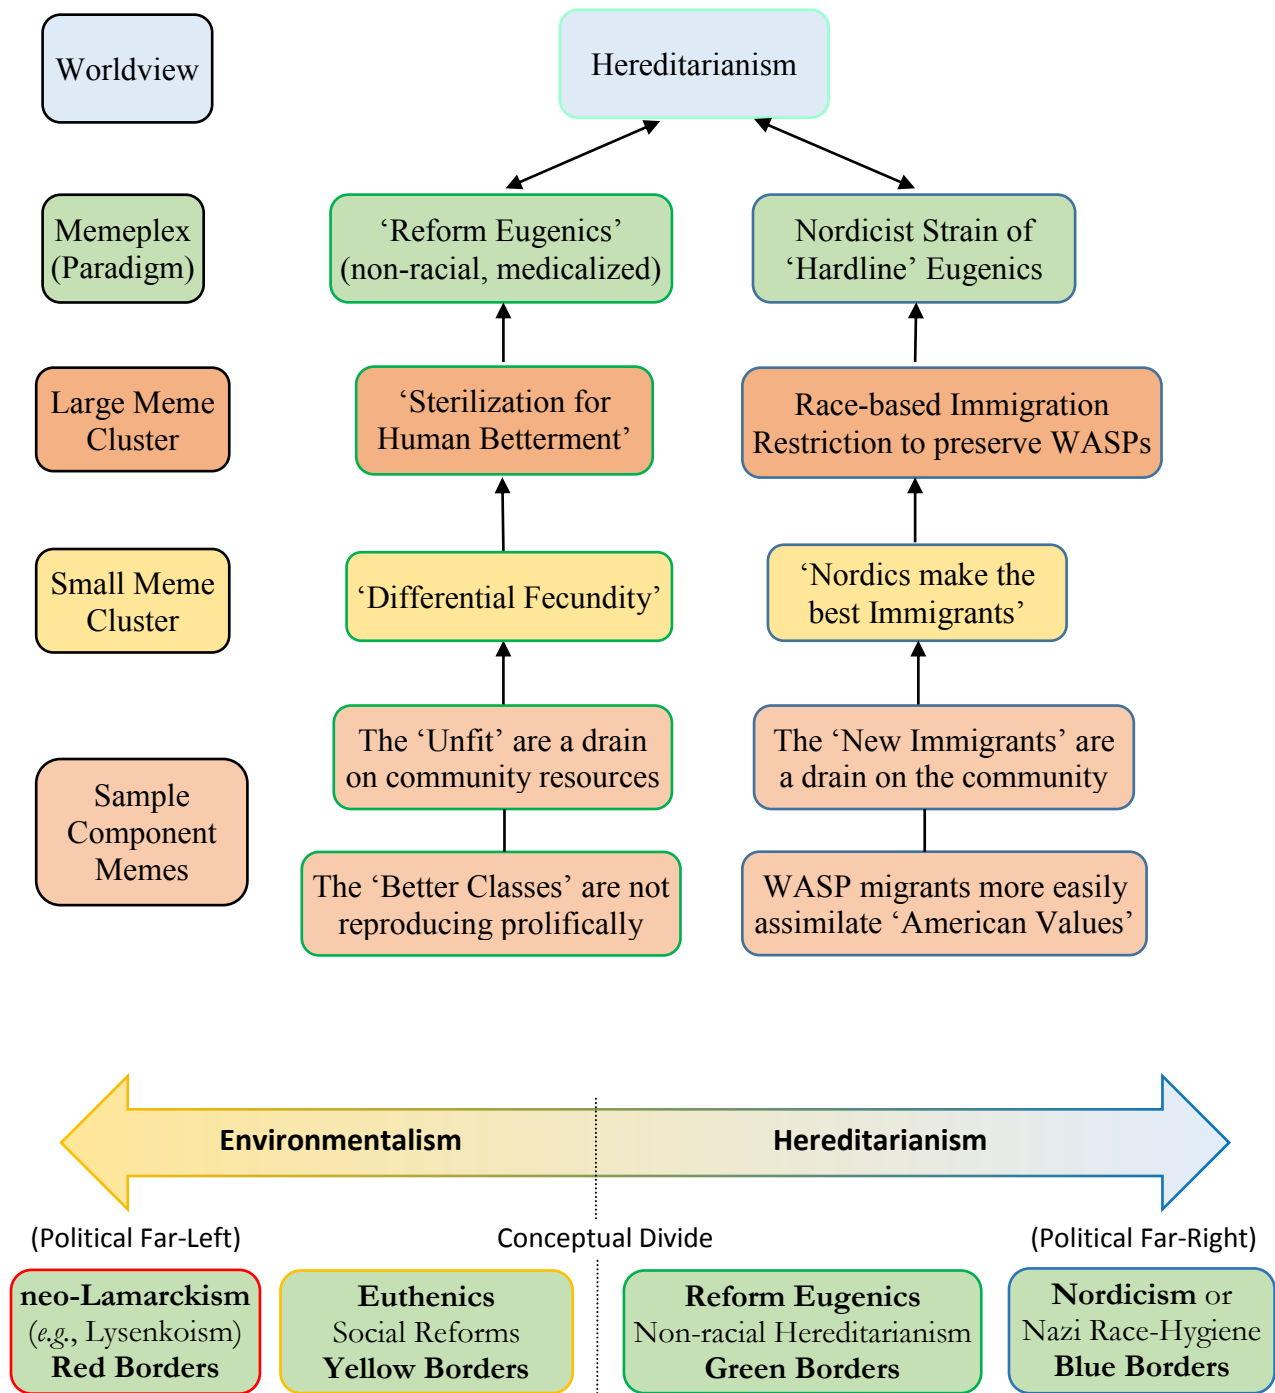 Worldview
Hereditarianism
Memeplex
(Paradigm)
‘Reform Eugenics’
(non-racial, medicalized)
Nordicist Strain of
‘Hardline’ Eugenics
Large Meme
Cluster
‘Sterilization for
Human Betterment’
Race-based Immigration
Restriction to preserve WASPs
Small Meme
Cluster
‘Differential Fecundity’
‘Nordics make the
best Immigrants’
Sample
Component
Memes
The ‘Unfit’ are a drain
on community resources
The ‘New Immigrants’ are
a drain on the community
The ‘Better Classes’ are not
reproducing prolifically
WASP migrants more easily
assimilate ‘American Values’
Environmentalism
Hereditarianism
(Political Far-Left)
Conceptual Divide
(Political Far-Right)
neo-Lamarckism
(e.g., Lysenkoism)
Red Borders
Euthenics
Social Reforms
Yellow Borders
Reform Eugenics
Non-racial Hereditarianism
Green Borders
Nordicism or
Nazi Race-Hygiene
Blue Borders